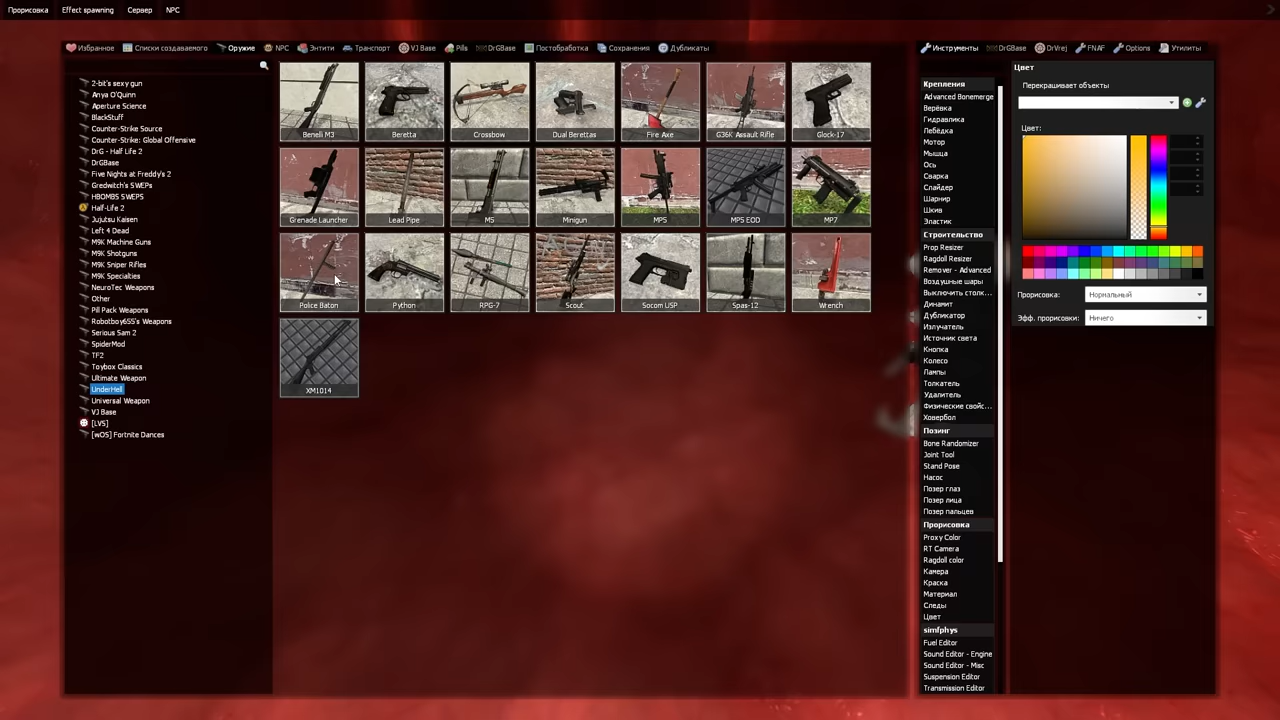 Прорисовка
Effect spawning
Сервер
NPC
Избранное
Списки создаваемого
Оружие
NPC
Энтити
Транспорт
VJ Base
Pills
DrGBase
Постобработка
Сохранения
Дубликаты
2-bit's sexy gun
Anya O'Quinn
Aperture Science
BlackStuff
Counter-Strike Source
Counter-Strike: Global Offensive
DrG - Half Life 2
DrGBase
Five Nights at Freddy's 2
Gredwitch's SWEPs
HBOMBS SWEPs
Half-Life 2
Jujutsu Kaisen
Left 4 Dead
M9K Machine Guns
M9K Shotguns
M9K Sniper Rifles
M9K Specialties
NeuroTec Weapons
Other
Pill Pack Weapons
Robotboy655's Weapons
Serious Sam 2
SpiderMod
TF2
Toybox Classics
Ultimate Weapon
UnderHell
Universal Weapon
VJ Base
[LVS]
[wOS] Fortnite Dances
Benelli M3
Beretta
Crossbow
Dual Berettas
Fire Axe
G36K Assault Rifle
Glock-17
Grenade Launcher
Lead Pipe
M5
Minigun
MP5
MP5 EOD
MP7
Police Baton
Python
RPG-7
Scout
Socom USP
Spas-12
Wrench
XM1014
Инструменты
DrGBase
DrVrej
FNAF
Options
Утилиты
Крепления
Advanced Bonemerge
Верёвка
Гидравлика
Лебёдка
Мотор
Мышца
Ось
Сварка
Слайдер
Шарнир
Шкив
Эластик
Строительство
Prop Resizer
Ragdoll Resizer
Remover - Advanced
Воздушные шары
Выключить столк...
Динамит
Дубликатор
Излучатель
Источник света
Кнопка
Колесо
Лампы
Толкатель
Удалитель
Физические свойс...
Ховербол
Позинг
Bone Randomizer
Joint Tool
Stand Pose
Насос
Позер глаз
Позер лица
Позер пальцев
Прорисовка
Proxy Color
RT Camera
Ragdoll color
Камера
Краска
Материал
Следы
Цвет
simfphys
Fuel Editor
Sound Editor - Engine
Sound Editor - Misc
Suspension Editor
Transmission Editor
Цвет
Перекрашивает объекты
Цвет:
Прорисовка:
Нормальный
Эфф. прорисовки:
Ничего